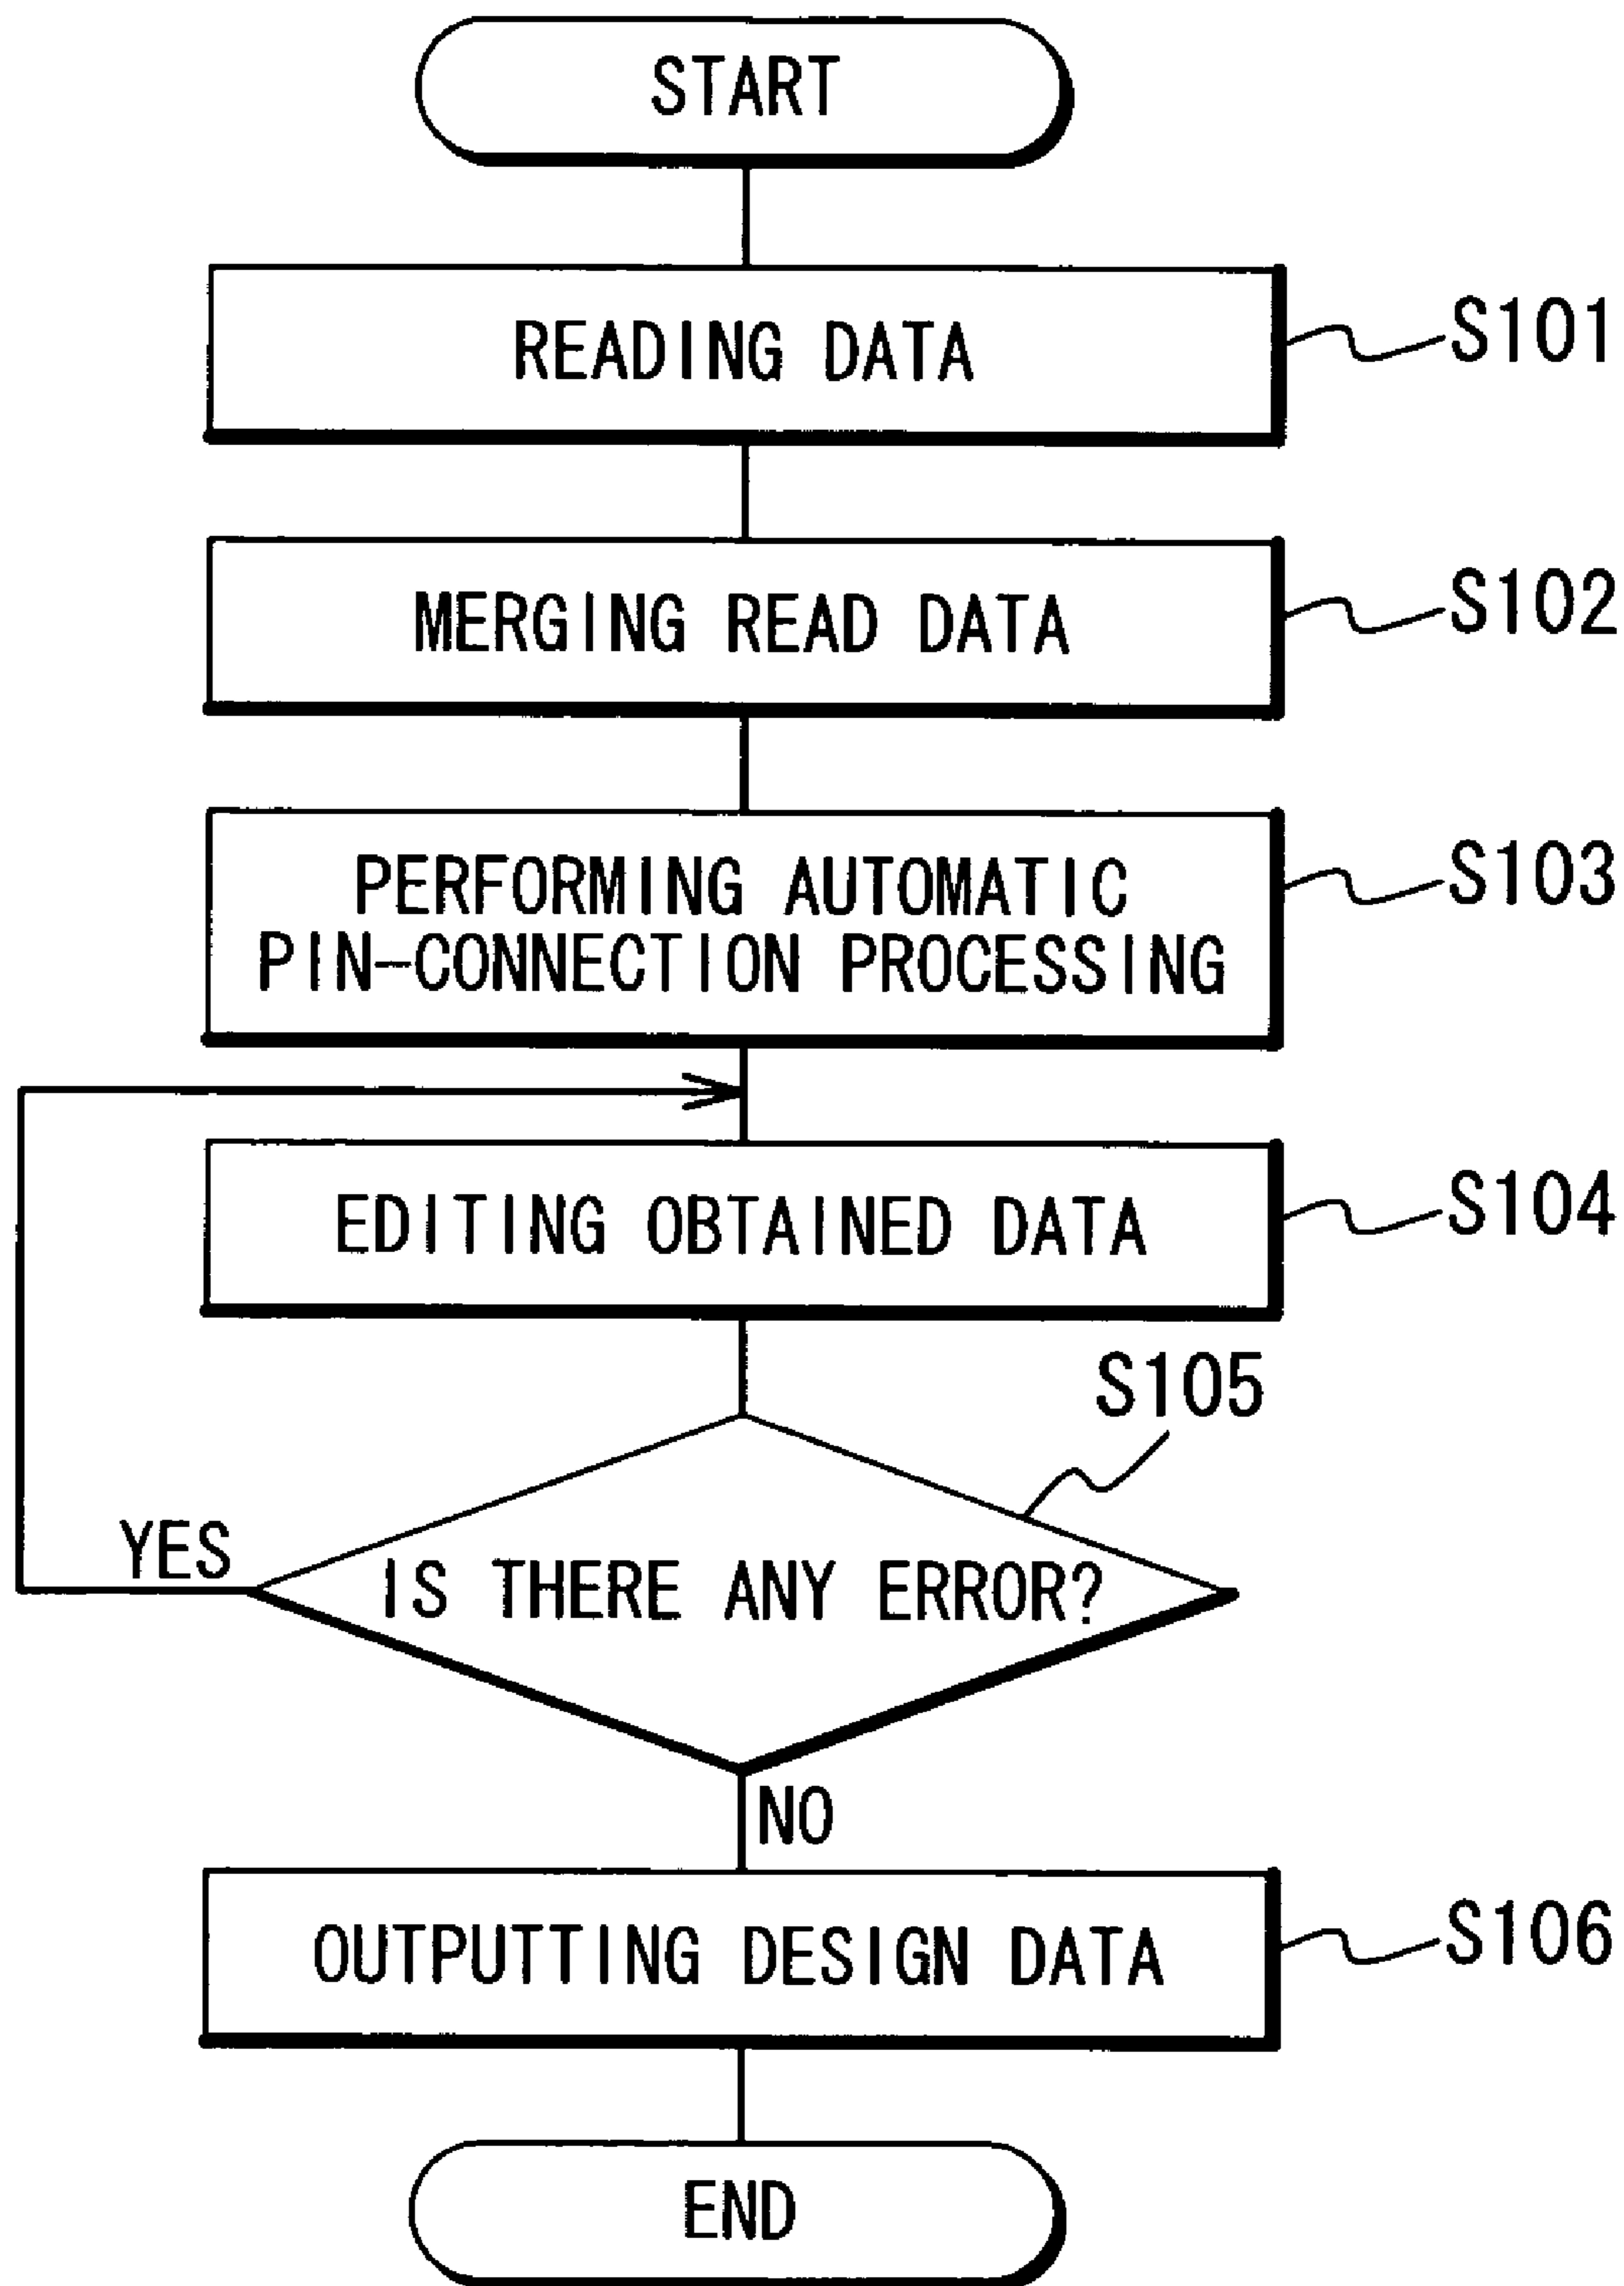 START
READING DATA
S101
MERGING READ DATA
S102
PERFORMING AUTOMATIC
PIN-CONNECTION PROCESSING
S103
EDITING OBTAINED DATA
S104
S105
YES
IS THERE ANY ERROR?
NO
OUTPUTTING DESIGN DATA
S106
END